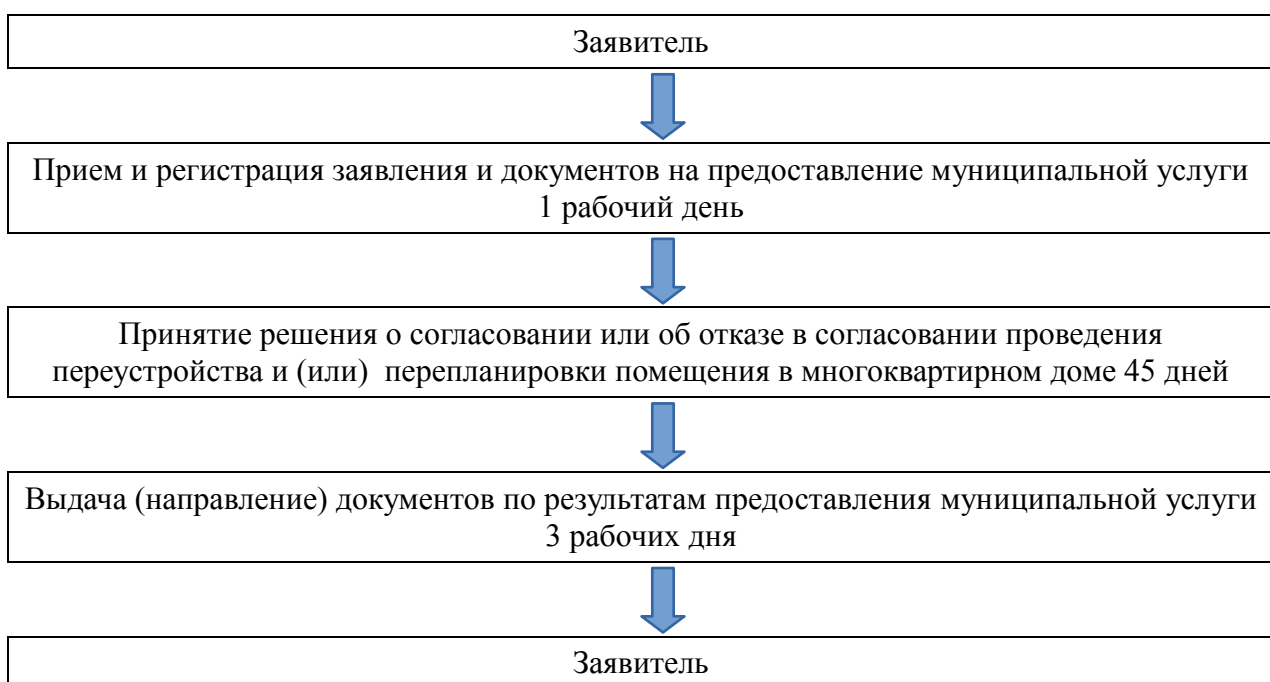 Заявитель
Прием и регистрация заявления и документов на предоставление муниципальной услуги
1 рабочий день
Принятие решения о согласовании или об отказе в согласовании проведения
переустройства и (или) перепланировки помещения в многоквартирном доме 45 дней
Выдача (направление) документов по результатам предоставления муниципальной услуги
3 рабочих дня
Заявитель